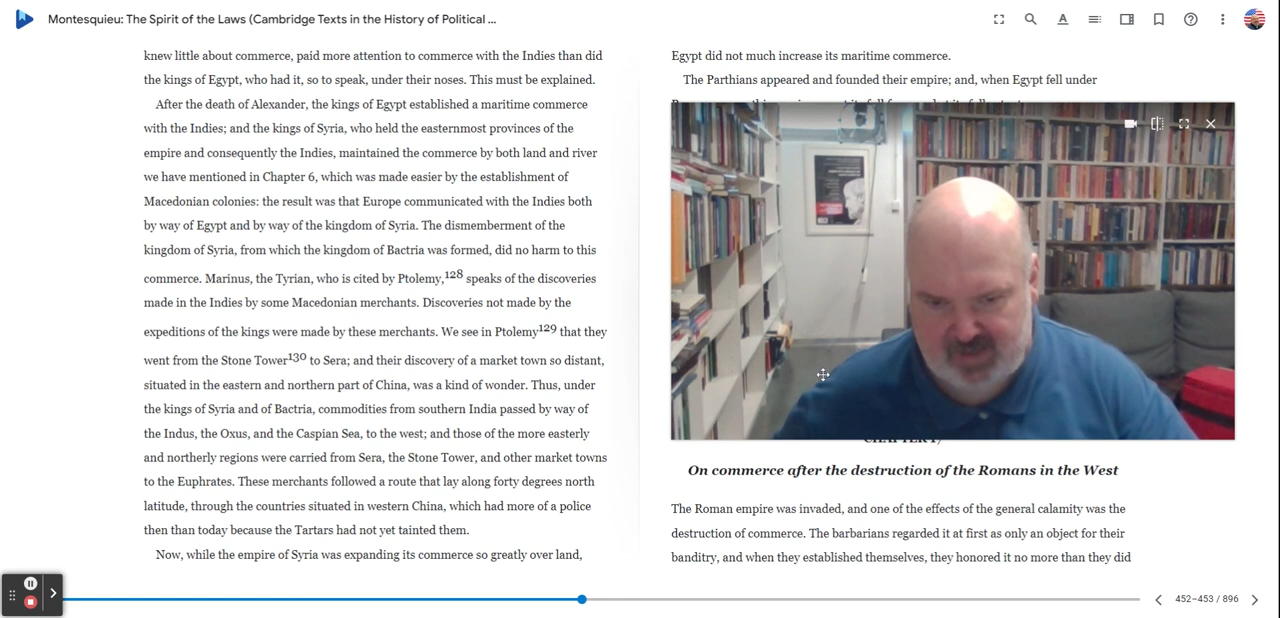 Montesquieu: The Spirit of the Laws (Cambridge Texts in the History of Political ...
knew little about commerce, paid more attention to commerce with the Indies than did
the kings of Egypt, who had it, so to speak, under their noses. This must be explained.
After the death of Alexander, the kings of Egypt established a maritime commerce
with the Indies; and the kings of Syria, who held the easternmost provinces of the
empire and consequently the Indies, maintained the commerce by both land and river
we have mentioned in Chapter 6, which was made easier by the establishment of
Macedonian colonies: the result was that Europe communicated with the Indies both
by way of Egypt and by way of the kingdom of Syria. The dismemberment of the
kingdom of Syria, from which the kingdom of Bactria was formed, did no harm to this
commerce. Marinus, the Tyrian, who is cited by Ptolemy,128 speaks of the discoveries
made in the Indies by some Macedonian merchants. Discoveries not made by the
expeditions of the kings were made by these merchants. We see in Ptolemy129 that they
went from the Stone Tower130 to Sera; and their discovery of a market town so distant,
situated in the eastern and northern part of China, was a kind of wonder. Thus, under
the kings of Syria and of Bactria, commodities from southern India passed by way of
the Indus, the Oxus, and the Caspian Sea, to the west; and those of the more easterly
and northerly regions were carried from Sera, the Stone Tower, and other market towns
to the Euphrates. These merchants followed a route that lay along forty degrees north
latitude, through the countries situated in western China, which had more of a police
then than today because the Tartars had not yet tainted them.
Now, while the empire of Syria was expanding its commerce so greatly over land,
Egypt did not much increase its maritime commerce.
The Parthians appeared and founded their empire; and, when Egypt fell under
On commerce after the destruction of the Romans in the West
The Roman empire was invaded, and one of the effects of the general calamity was the
destruction of commerce. The barbarians regarded it at first as only an object for their
banditry, and when they established themselves, they honored it no more than they did
452-453 / 896